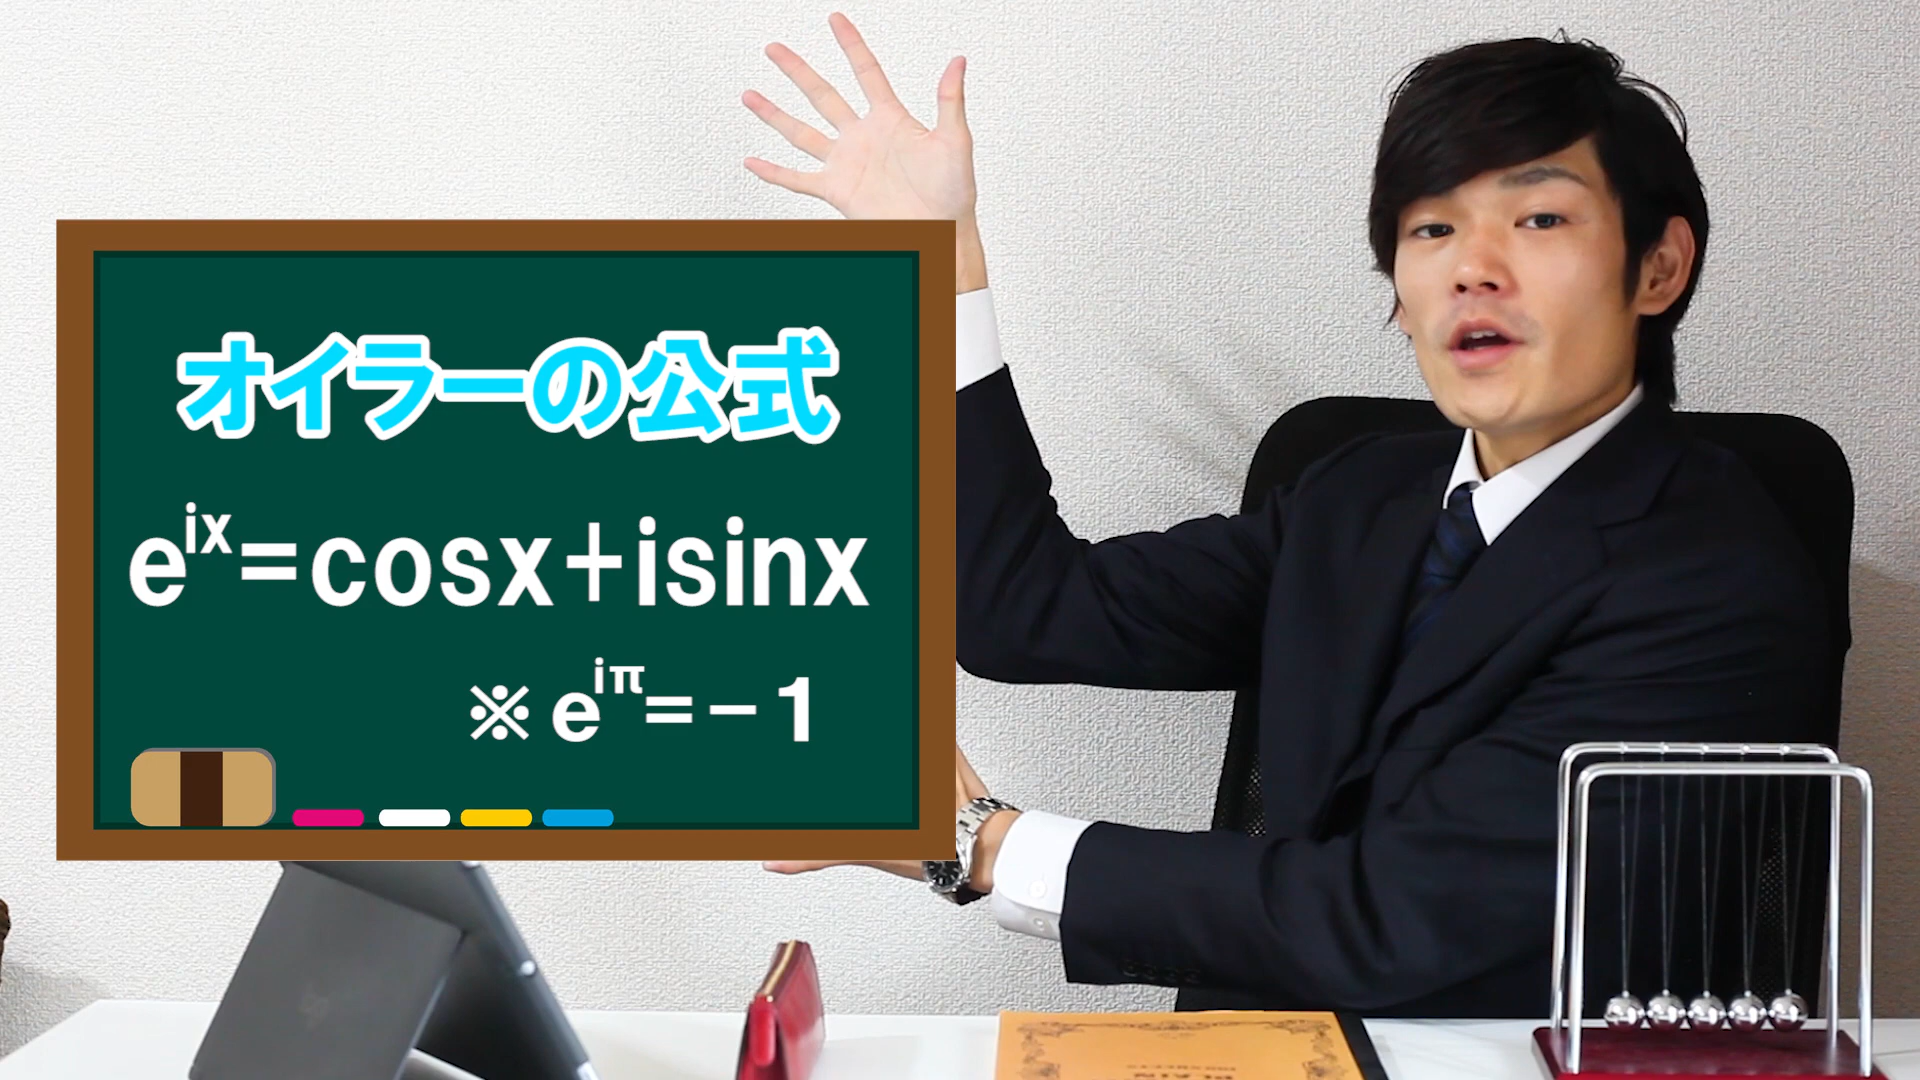 オイラーの公式
e^{ix}=cosx+isinx
※ e^{iπ}=－1